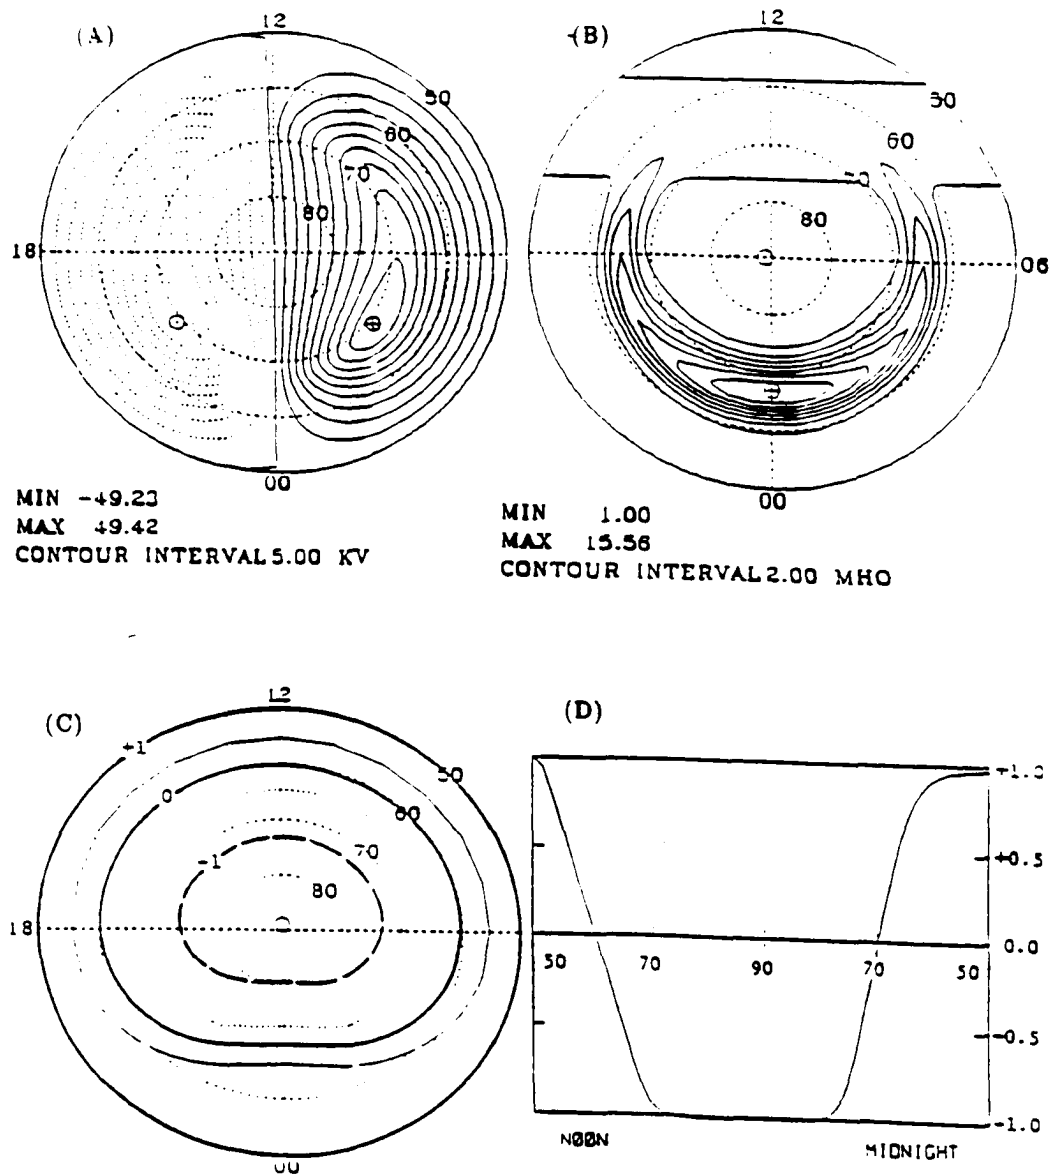 (A)
12
50
60
70
80
18
00
MIN -49.23
MAX 49.42
CONTOUR INTERVAL 5.00 KV
(B)
12
50
60
70
80
06
00
MIN 1.00
MAX 15.56
CONTOUR INTERVAL 2.00 MHO
(C)
12
+1
50
0
60
-1
70
80
18
00
(D)
+1.0
+0.5
0.0
50 70 90 70 50
-0.5
-1.0
NOON
MIDNIGHT